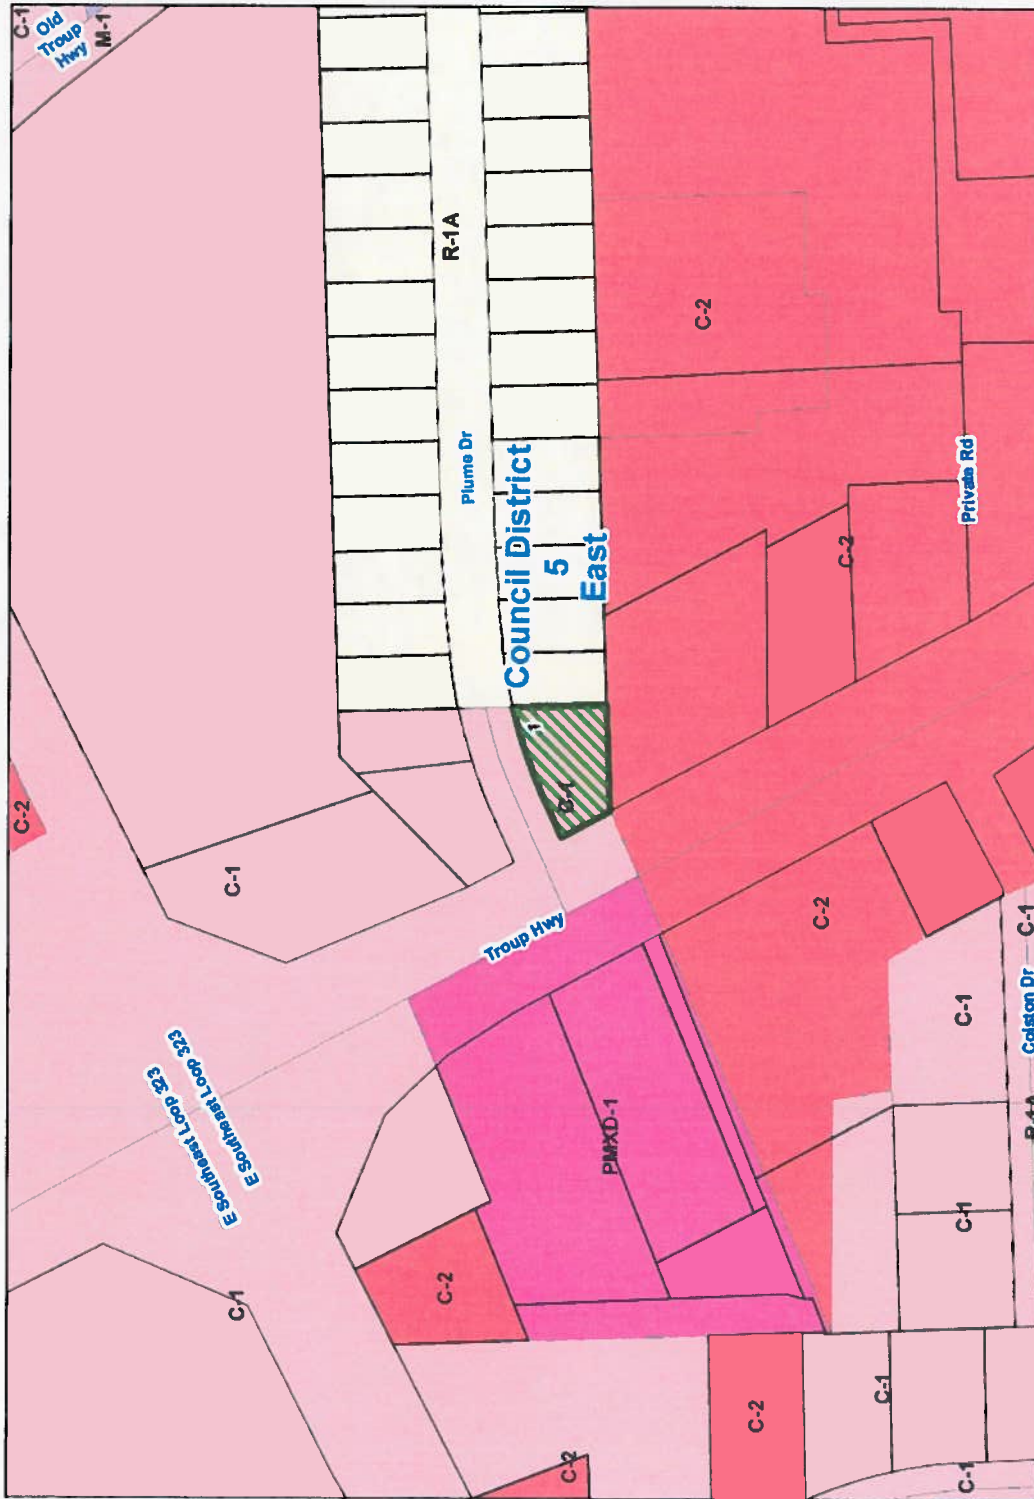 C-1
Old
Troup
Hwy
M-1
R-1A
C-2
Plume Dr
Council District
5
East
Private Rd
C-2
1
C-1
C-2
C-1
Troup Hwy
C-2
C-1
C-1
Colston Dr
E Southeast Loop 323
E Southeast Loop 323
PMXD-1
C-1
R-1A
C-1
C-2
C-1
C-2
C-2
C-1
C-1